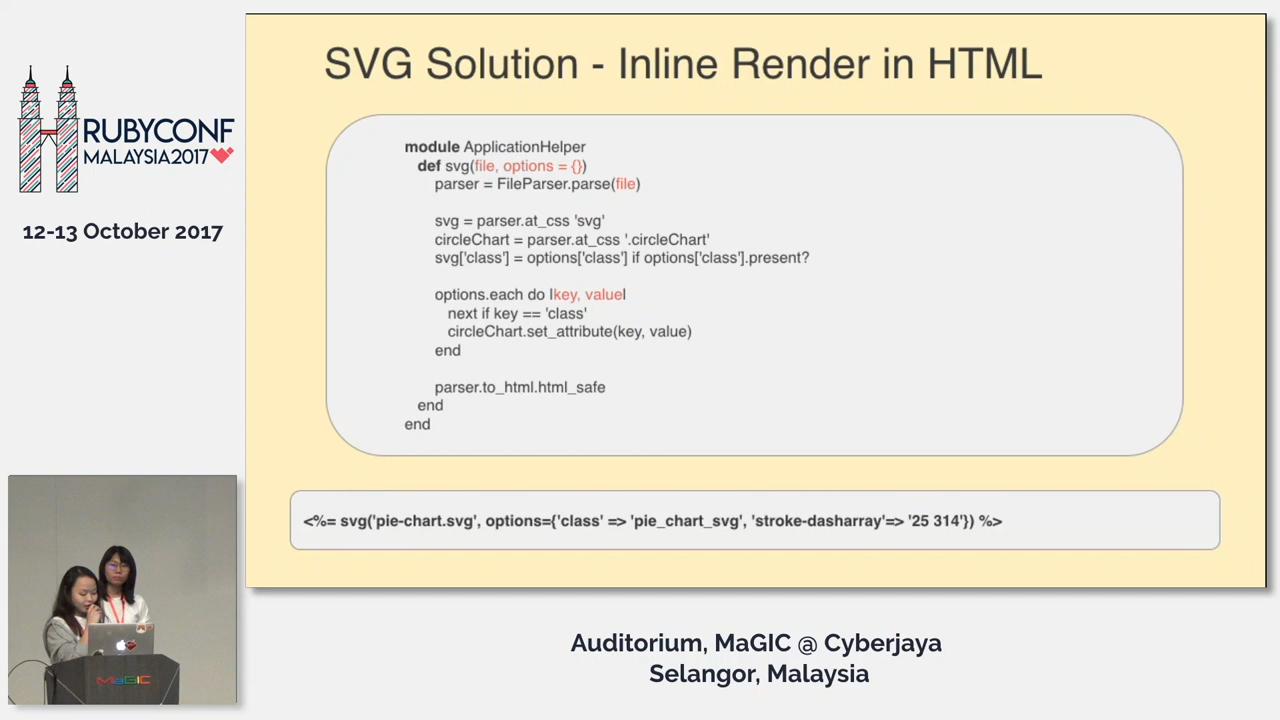 RUBYCONF
MALAYSIA2017
12-13 October 2017
SVG Solution - Inline Render in HTML
module ApplicationHelper
def svg(file, options = {})
parser = FileParser.parse(file)
svg = parser.at_css 'svg'
circleChart = parser.at_css '.circleChart'
svg['class'] = options['class'] if options['class'].present?
options.each do |key, value|
next if key == 'class'
circleChart.set_attribute(key, value)
end
parser.to_html.html_safe
end
end
<%= svg('pie-chart.svg', options={'class' => 'pie_chart_svg', 'stroke-dasharray'=> '25 314'}) %>
MaGIC
Auditorium, MaGIC @ Cyberjaya
Selangor, Malaysia